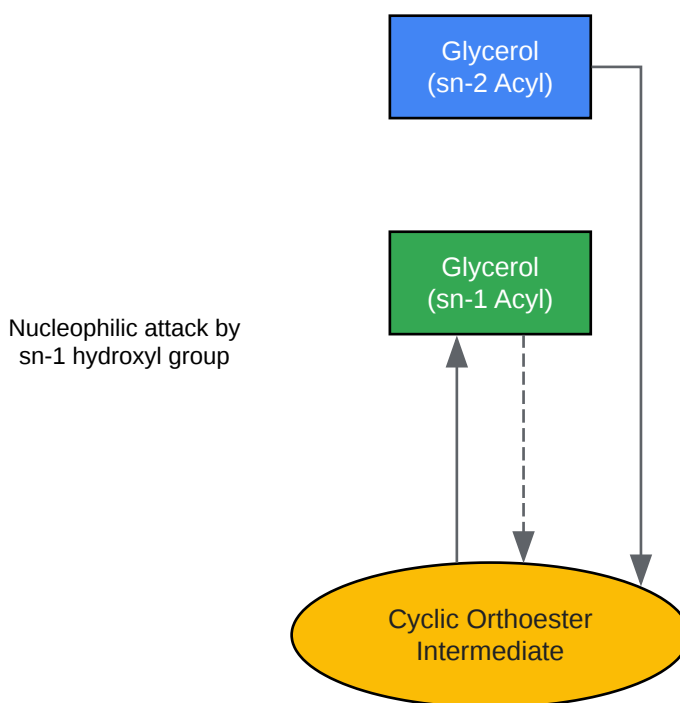 Glycerol
(sn-2 Acyl)
Glycerol
(sn-1 Acyl)
Nucleophilic attack by
sn-1 hydroxyl group
Cyclic Orthoester
Intermediate